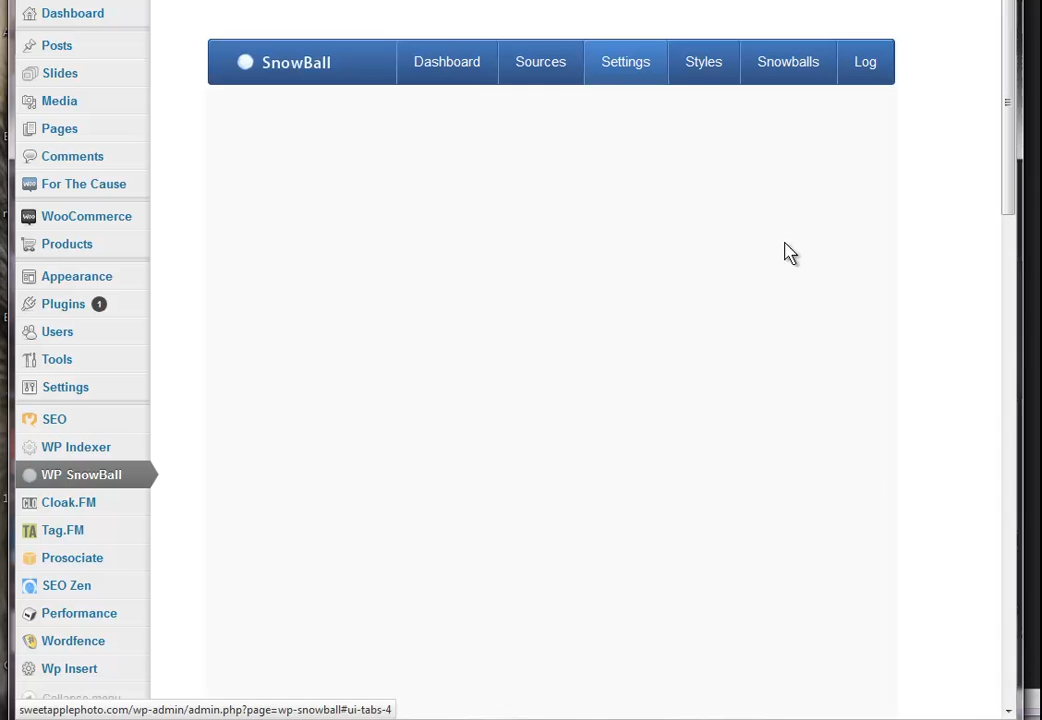 Dashboard
Posts
Slides
Media
Pages
Comments
For The Cause
WooCommerce
Products
Appearance
Plugins 1
Users
Tools
Settings
SEO
WP Indexer
WP SnowBall
Cloak.FM
Tag.FM
Prosociate
SEO Zen
Performance
Wordfence
Wp Insert
Collapse menu
SnowBall Dashboard Sources Settings Styles Snowballs Log
sweetapplephoto.com/wp-admin/admin.php?page=wp-snowball#ui-tabs-4